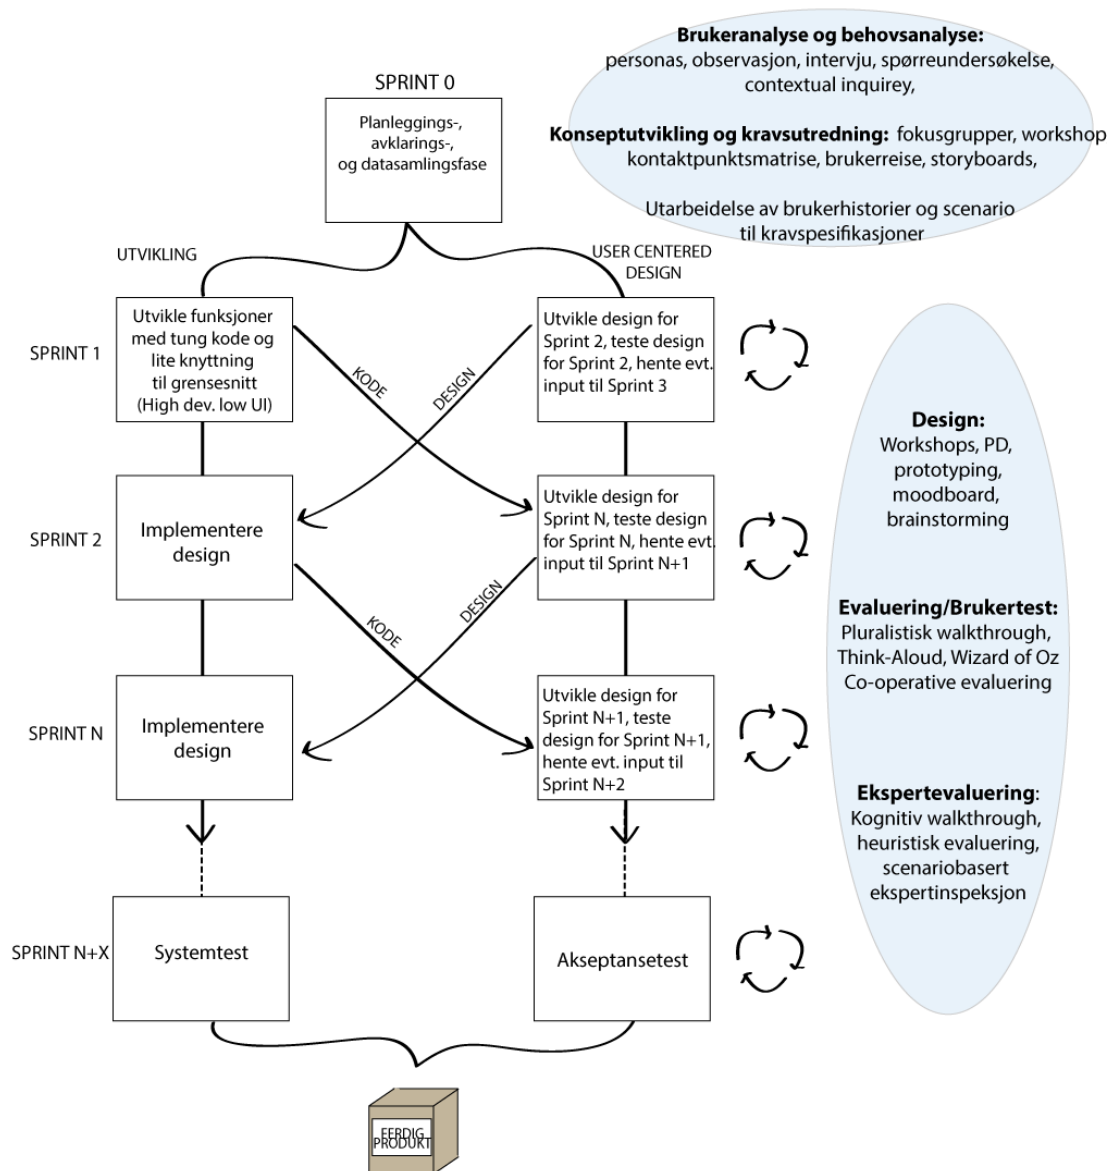 Brukeranalyse og behovsanalyse:
personas, observasjon, intervju, spørreundersøkelse,
contextual inquirey,
Konseptutvikling og kravsutredning: fokusgrupper, workshop
kontaktpunktsmatrise, brukerreise, storyboards,
Utarbeidelse av brukerhistorier og scenario
til kravspesifikasjoner
SPRINT 0
Planleggings-,
avklarings-,
og datasamlingsfase
UTVIKLING
USER CENTERED
DESIGN
SPRINT 1
Utvikle funksjoner
med tung kode og
lite knyttning
til grensesnitt
(High dev. low UI)
KODE
DESIGN
Utvikle design for
Sprint 2, teste design
for Sprint 2, hente evt.
input til Sprint 3
SPRINT 2
Implementere
design
KODE
DESIGN
Utvikle design for
Sprint N, teste design
for Sprint N, hente evt.
input til Sprint N+1
SPRINT N
Implementere
design
Utvikle design for
Sprint N+1, teste
design for Sprint N+1,
hente evt. input til
Sprint N+2
Design:
Workshops, PD,
prototyping,
moodboard,
brainstorming
Evaluering/Brukertest:
Pluralistisk walkthrough,
Think-Aloud, Wizard of Oz
Co-operative evaluering
Ekspertevaluering:
Kognitiv walkthrough,
heuristisk evaluering,
scenariobasert
ekspertinspeksjon
SPRINT N+X
Systemtest
Akseptansetest
FERDIG
PRODUKT